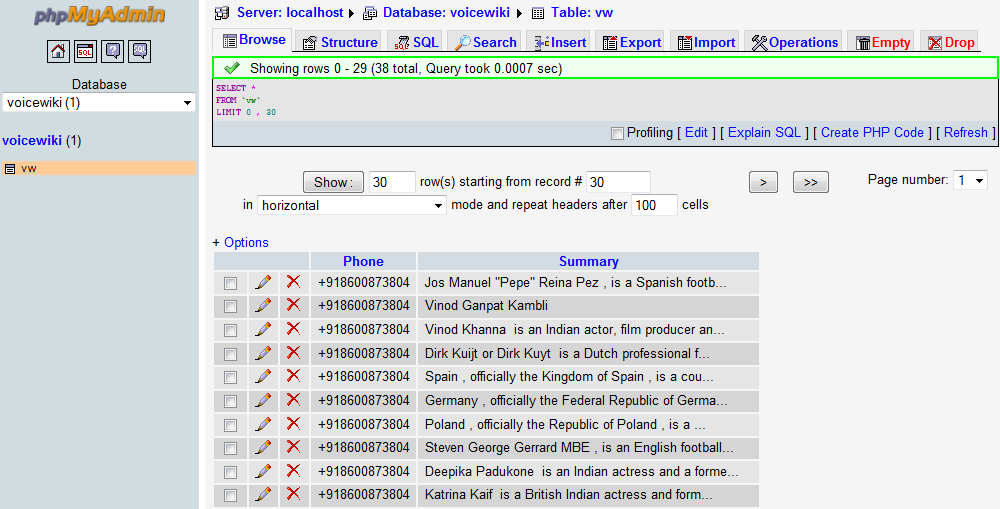 phpMyAdmin
SQL
SQL
Database
voicewiki (1)
voicewiki (1)
vw
Server: localhost Database: voicewiki Table: vw
Browse Structure SQL Search Insert Export Import Operations Empty Drop
Showing rows 0 - 29 (38 total, Query took 0.0007 sec)
SELECT *
FROM `vw`
LIMIT 0 , 30
Profiling [ Edit ] [ Explain SQL ] [ Create PHP Code ] [ Refresh ]
Show : 30 row(s) starting from record # 30 > >> Page number: 1
in horizontal mode and repeat headers after 100 cells
+ Options
Phone Summary
+918600873804 Jos Manuel "Pepe" Reina Pez , is a Spanish footb...
+918600873804 Vinod Ganpat Kambli
+918600873804 Vinod Khanna is an Indian actor, film producer an...
+918600873804 Dirk Kuijt or Dirk Kuyt is a Dutch professional f...
+918600873804 Spain , officially the Kingdom of Spain , is a cou...
+918600873804 Germany , officially the Federal Republic of Germa...
+918600873804 Poland , officially the Republic of Poland , is a ...
+918600873804 Steven George Gerrard MBE , is an English football...
+918600873804 Deepika Padukone is an Indian actress and a forme...
+918600873804 Katrina Kaif is a British Indian actress and form...